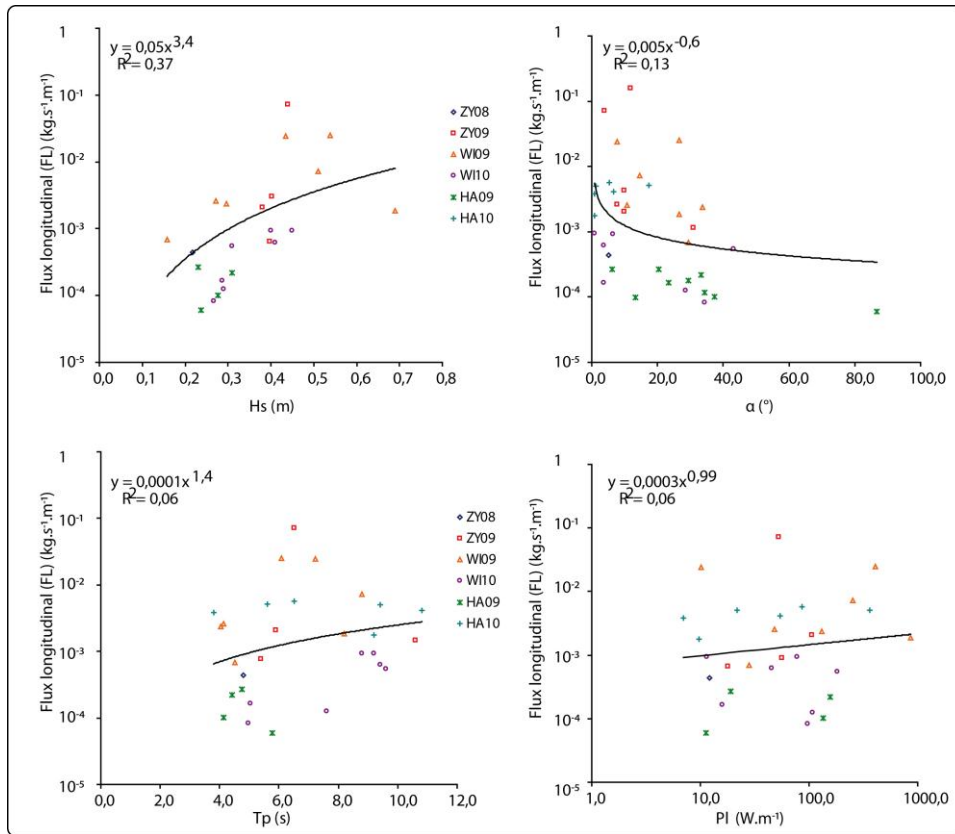 y = 0,05x^3,4
R² = 0,37
Flux longitudinal (FL) (kg.s⁻¹.m⁻¹)
1
10⁻¹
10⁻²
10⁻³
10⁻⁴
10⁻⁵
0,0 0,1 0,2 0,3 0,4 0,5 0,6 0,7 0,8
Hs (m)
ZY08
ZY09
WI09
WI10
HA09
HA10
y = 0,005x^-0,6
R² = 0,13
Flux longitudinal (FL) (kg.s⁻¹.m⁻¹)
1
10⁻¹
10⁻²
10⁻³
10⁻⁴
10⁻⁵
0,0 20,0 40,0 60,0 80,0 100,0
α (°)
y = 0,0001x^1,4
R² = 0,06
Flux longitudinal (FL) (kg.s⁻¹.m⁻¹)
1
10⁻¹
10⁻²
10⁻³
10⁻⁴
10⁻⁵
0,0 2,0 4,0 6,0 8,0 10,0 12,0
Tp (s)
ZY08
ZY09
WI09
WI10
HA09
HA10
y = 0,0003x^0,99
R² = 0,06
Flux longitudinal (FL) (kg.s⁻¹.m⁻¹)
1
10⁻¹
10⁻²
10⁻³
10⁻⁴
10⁻⁵
1,0 10,0 100,0 1000,0
Pl (W.m⁻¹)